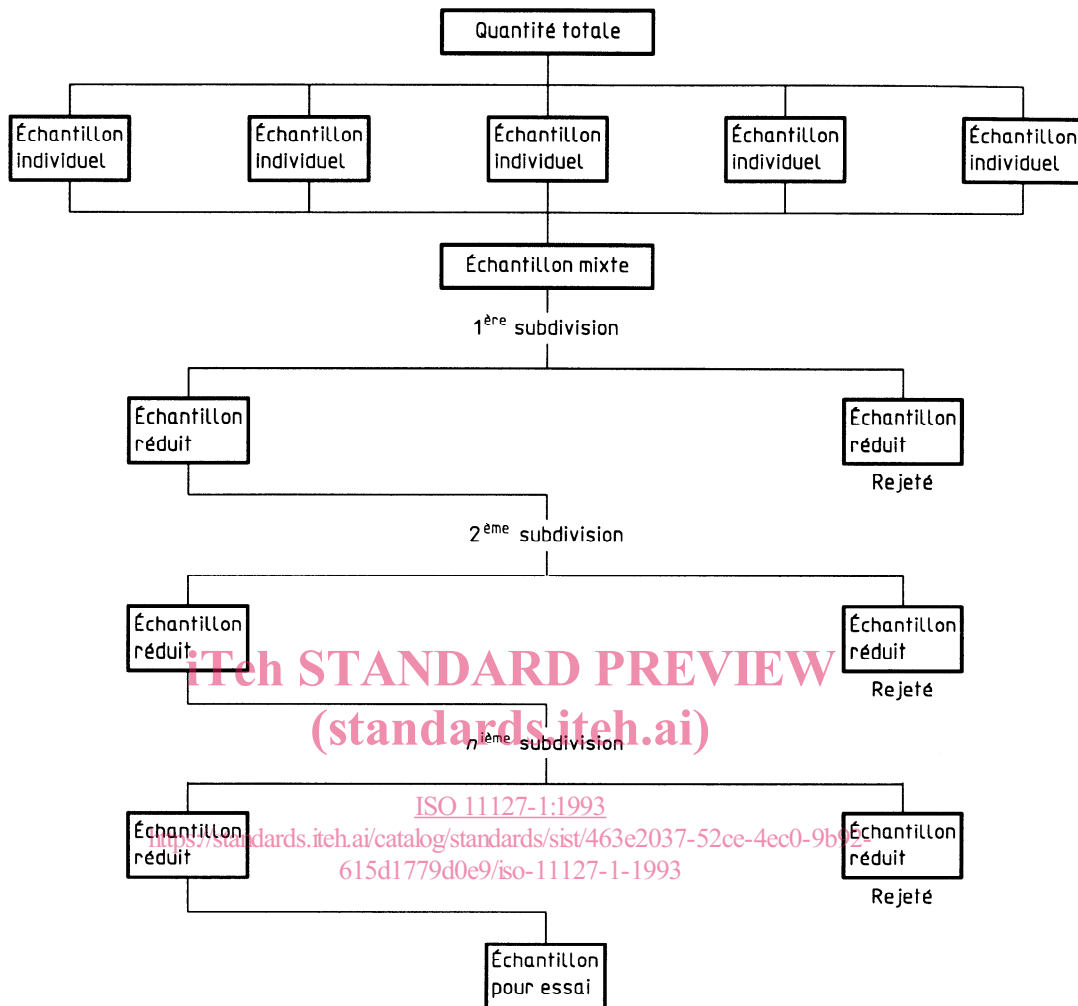 Quantité totale
Échantillon individuel
Échantillon individuel
Échantillon individuel
Échantillon individuel
Échantillon individuel
Échantillon mixte
1ère subdivision
Échantillon réduit
Échantillon réduit
Rejeté
2ème subdivision
Échantillon réduit
Échantillon réduit
Rejeté
iTeh STANDARD PREVIEW
(standards.iteh.ai)
nième subdivision
ISO 11127-1:1993
Échantillon réduit
Échantillon réduit
https://standards.iteh.ai/catalog/standards/sist/463e2037-52ce-4ec0-9b92-
615d1779d0e9/iso-11127-1-1993
Rejeté
Échantillon pour essai